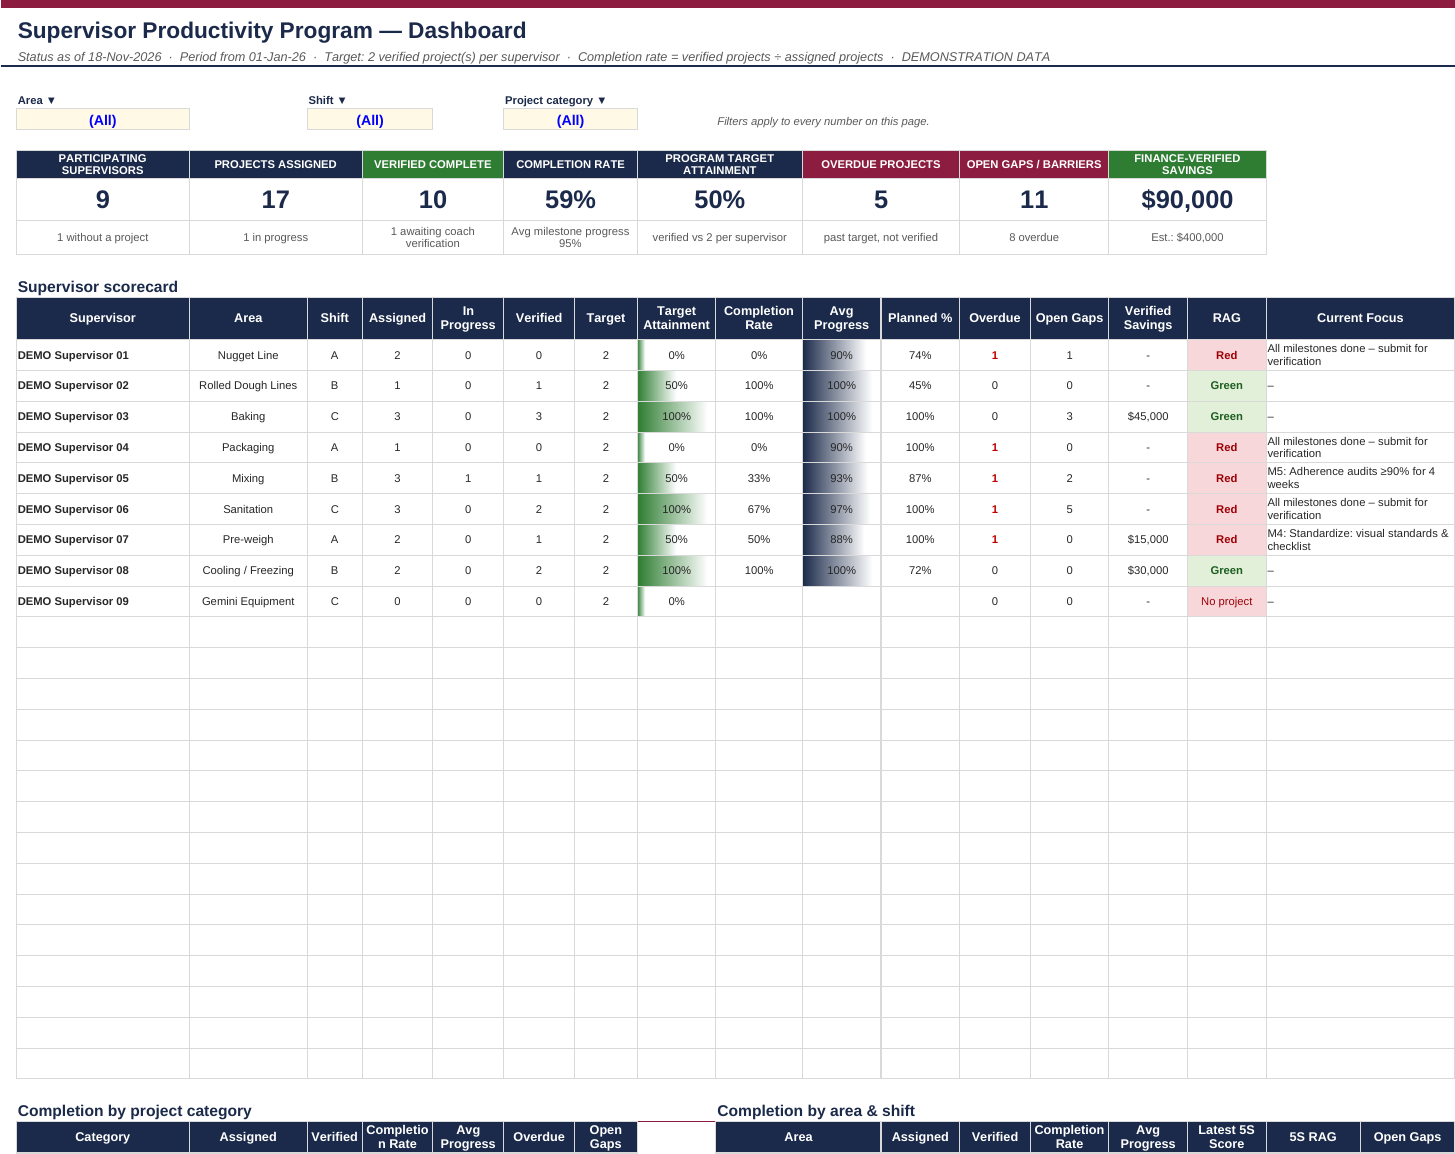 Supervisor Productivity Program — Dashboard
Status as of 18-Nov-2026 · Period from 01-Jan-26 · Target: 2 verified project(s) per supervisor · Completion rate = verified projects ÷ assigned projects · DEMONSTRATION DATA
Area ▼ Shift ▼ Project category ▼
(All) (All) (All) Filters apply to every number on this page.
PARTICIPATING SUPERVISORS PROJECTS ASSIGNED VERIFIED COMPLETE COMPLETION RATE PROGRAM TARGET ATTAINMENT OVERDUE PROJECTS OPEN GAPS / BARRIERS FINANCE-VERIFIED SAVINGS
9 17 10 59% 50% 5 11 $90,000
1 without a project 1 in progress 1 awaiting coach verification Avg milestone progress 95% verified vs 2 per supervisor past target, not verified 8 overdue Est.: $400,000
Supervisor scorecard
Supervisor Area Shift Assigned In Progress Verified Target Target Attainment Completion Rate Avg Progress Planned % Overdue Open Gaps Verified Savings RAG Current Focus
DEMO Supervisor 01 Nugget Line A 2 0 0 2 0% 0% 90% 74% 1 1 - Red All milestones done – submit for verification
DEMO Supervisor 02 Rolled Dough Lines B 1 0 1 2 50% 100% 100% 45% 0 0 - Green –
DEMO Supervisor 03 Baking C 3 0 3 2 100% 100% 100% 100% 0 3 $45,000 Green –
DEMO Supervisor 04 Packaging A 1 0 0 2 0% 0% 90% 100% 1 0 - Red All milestones done – submit for verification
DEMO Supervisor 05 Mixing B 3 1 1 2 50% 33% 93% 87% 1 2 - Red M5: Adherence audits ≥90% for 4 weeks
DEMO Supervisor 06 Sanitation C 3 0 2 2 100% 67% 97% 100% 1 5 - Red All milestones done – submit for verification
DEMO Supervisor 07 Pre-weigh A 2 0 1 2 50% 50% 88% 100% 1 0 $15,000 Red M4: Standardize: visual standards & checklist
DEMO Supervisor 08 Cooling / Freezing B 2 0 2 2 100% 100% 100% 72% 0 0 $30,000 Green –
DEMO Supervisor 09 Gemini Equipment C 0 0 0 2 0% 0 0 - No project –
Completion by project category Completion by area & shift
Category Assigned Verified Completion Rate Avg Progress Overdue Open Gaps Area Assigned Verified Completion Rate Avg Progress Latest 5S Score 5S RAG Open Gaps